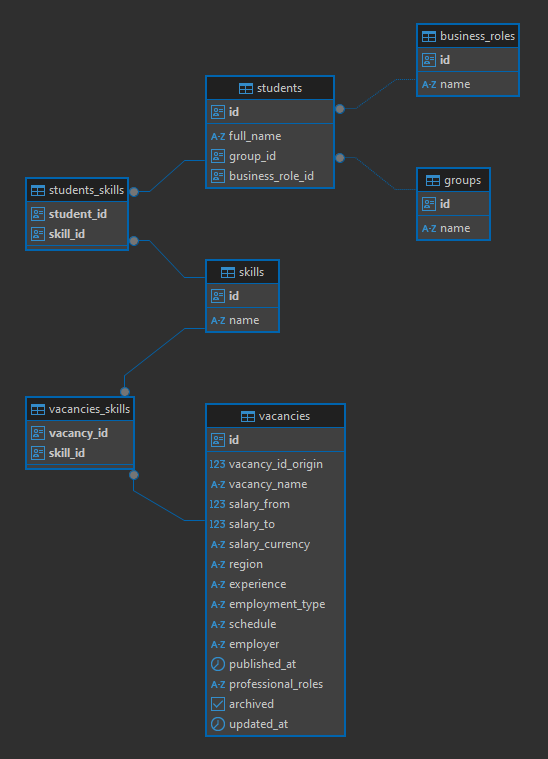 business_roles
id
name
students
id
full_name
group_id
business_role_id
groups
id
name
students_skills
student_id
skill_id
skills
id
name
vacancies_skills
vacancy_id
skill_id
vacancies
id
123 vacancy_id_origin
A-Z vacancy_name
123 salary_from
123 salary_to
A-Z salary_currency
A-Z region
A-Z experience
A-Z employment_type
A-Z schedule
A-Z employer
published_at
A-Z professional_roles
archived
updated_at